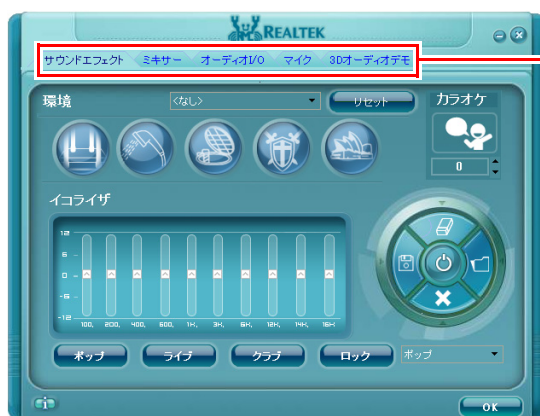 REALTEK
サウンドエフェクト ミキサー オーディオI/O マイク 3Dオーディオデモ
環境 <なし> リセット カラオケ
0
イコライザ
12
6
0
-6
-12
100, 200, 400, 600, 1K, 3K, 6K, 12K, 14K, 16K
ポップ ライブ クラブ ロック ポップ
i OK